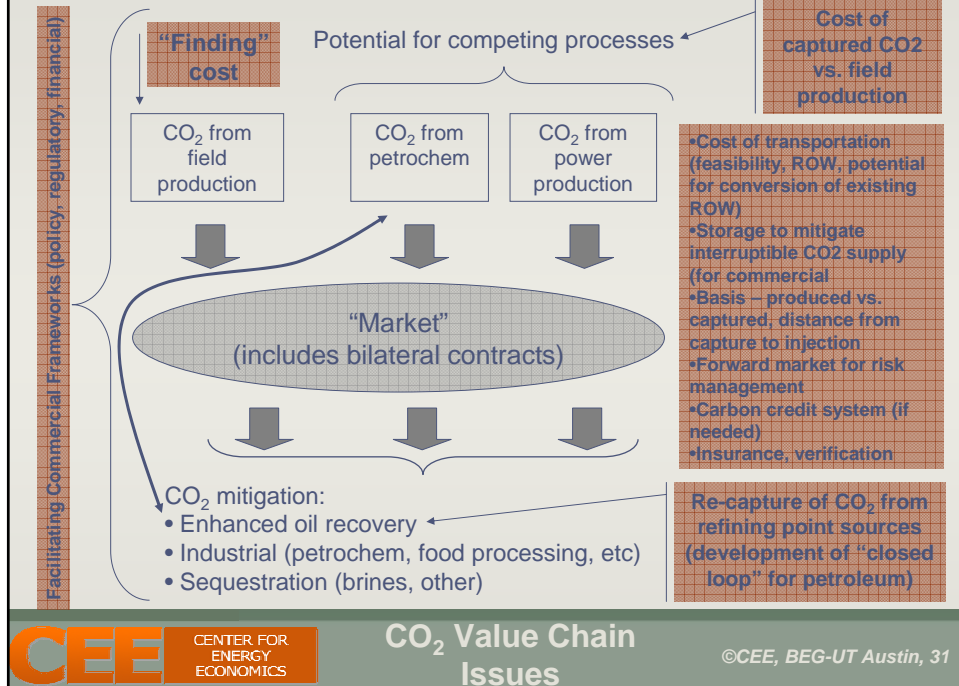 Facilitating Commercial Frameworks (policy, regulatory, financial)
“Finding”
cost
Potential for competing processes
Cost of
captured CO2
vs. field
production
CO2 from
field
production
CO2 from
petrochem
CO2 from
power
production
•Cost of transportation
(feasibility, ROW, potential
for conversion of existing
ROW)
•Storage to mitigate
interruptible CO2 supply
(for commercial
•Basis – produced vs.
captured, distance from
capture to injection
•Forward market for risk
management
•Carbon credit system (if
needed)
•Insurance, verification
“Market”
(includes bilateral contracts)
CO2 mitigation:
• Enhanced oil recovery
• Industrial (petrochem, food processing, etc)
• Sequestration (brines, other)
Re-capture of CO2 from
refining point sources
(development of “closed
loop” for petroleum)
CEE
CENTER FOR
ENERGY
ECONOMICS
CO2 Value Chain
Issues
©CEE, BEG-UT Austin, 31